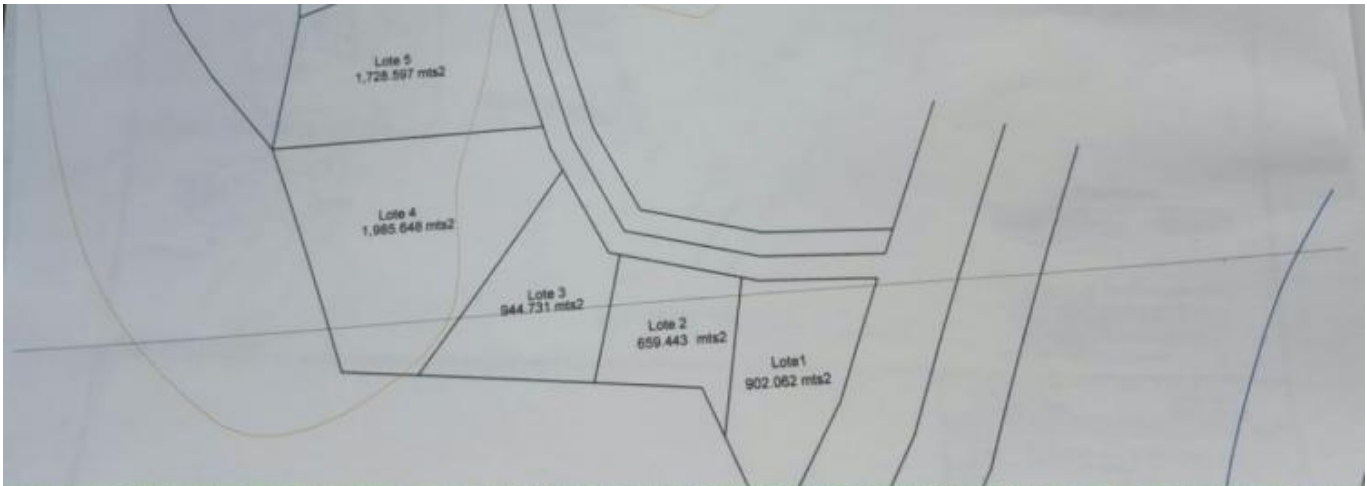 Lote 5
1,728.597 mts2
Lote 4
1,985.648 mts2
Lote 3
944.731 mts2
Lote 2
659.443 mts2
Lote1
902.062 mts2